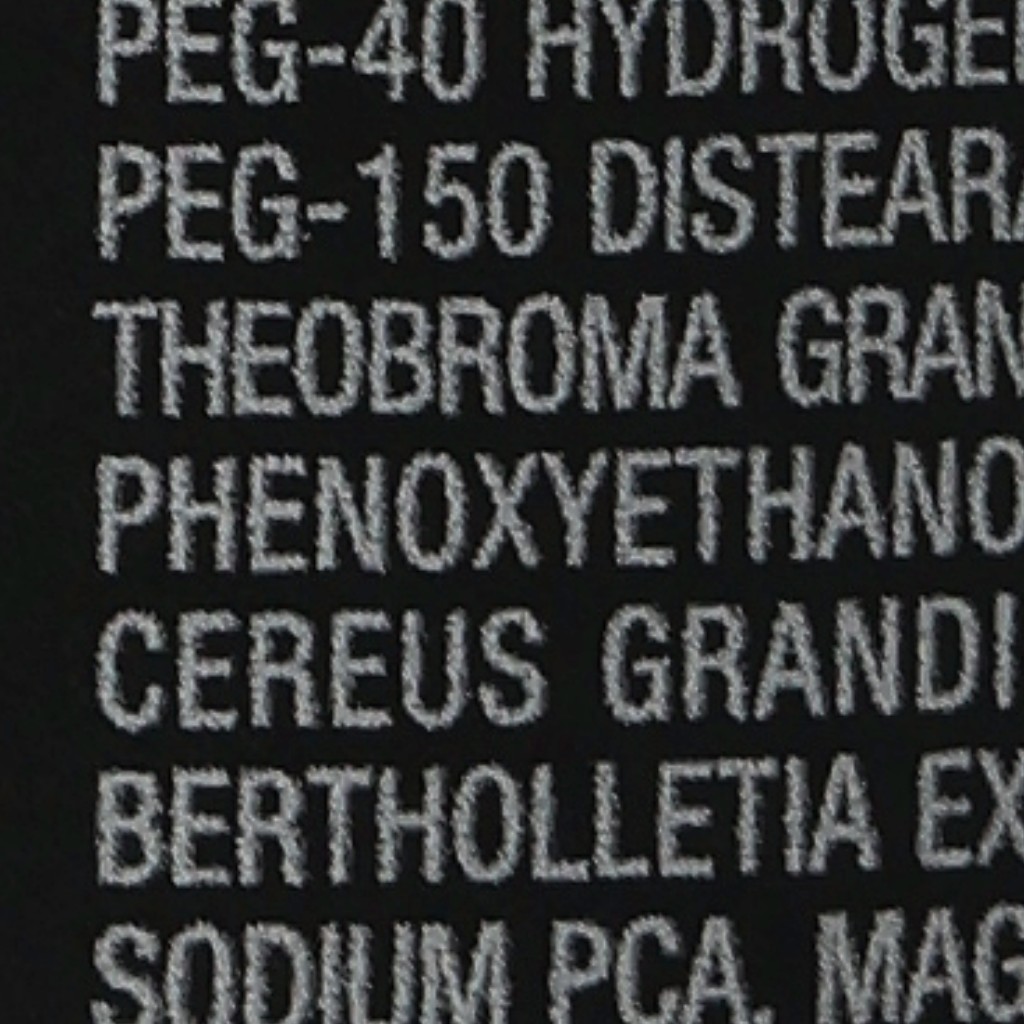 PEG-40 HYDROGE
PEG-150 DISTEARA
THEOBROMA GRAN
PHENOXYETHANO
CEREUS GRANDI
BERTHOLLETIA EX
SODIUM PCA, MAG